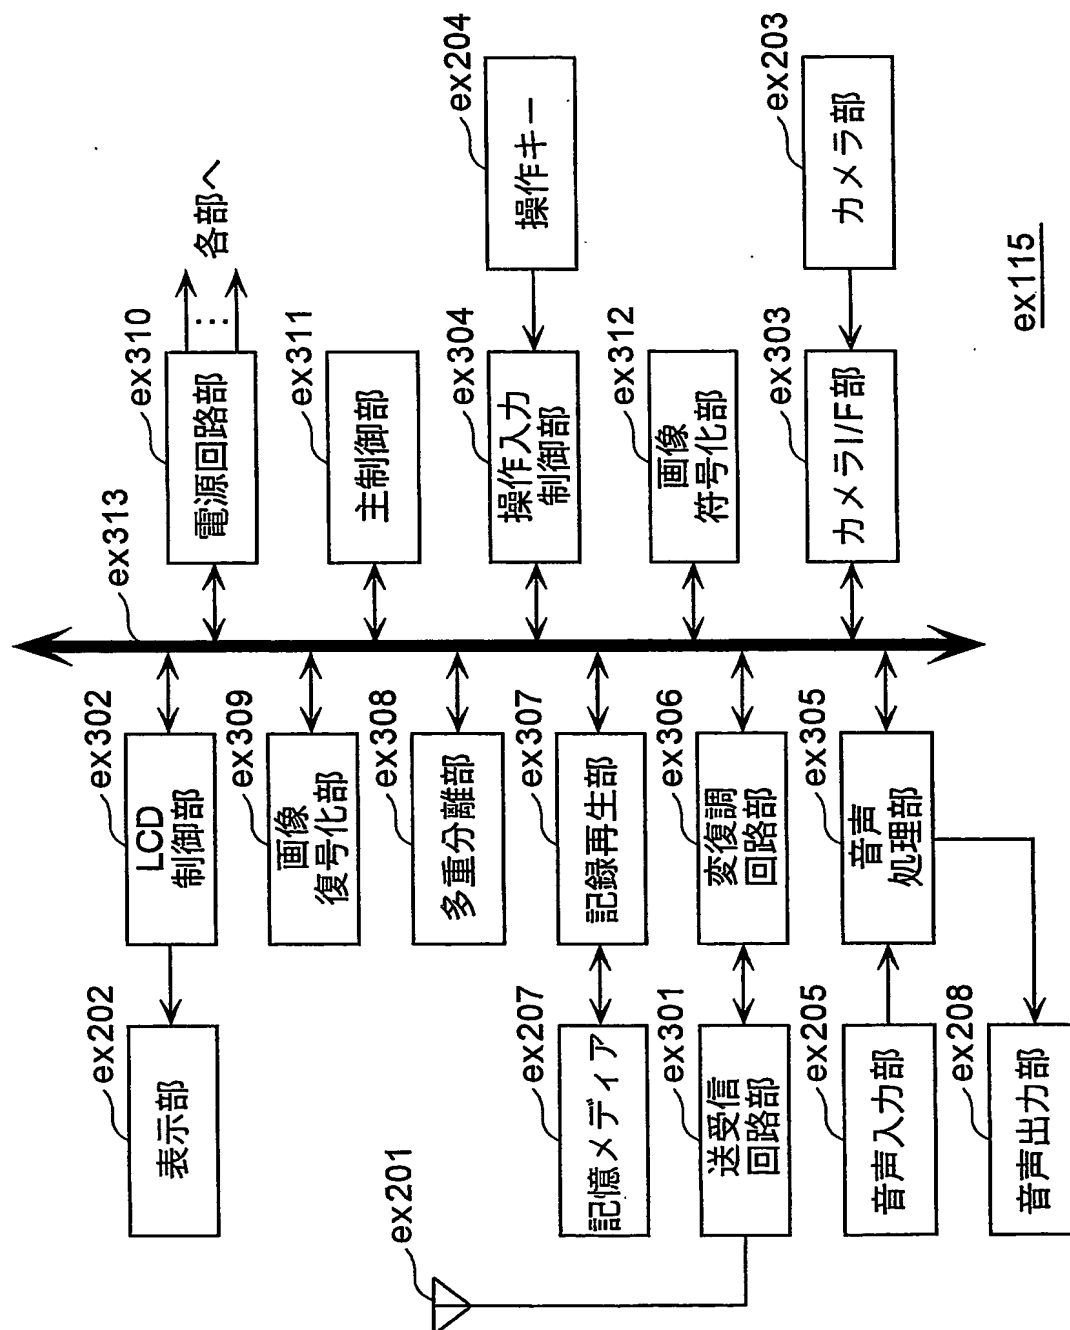 ex202
表示部
ex302
LCD
制御部
ex313
ex310
電源回路部
各部へ
ex309
画像
復号化部
ex311
主制御部
ex201
ex308
多重分離部
ex304
操作入力
制御部
ex204
操作キー
ex207
記憶メディア
ex307
記録再生部
ex312
画像
符号化部
ex301
送受信
回路部
ex306
変復調
回路部
ex303
カメラI/F部
ex203
カメラ部
ex205
音声入力部
ex305
音声
処理部
ex208
音声出力部
ex115